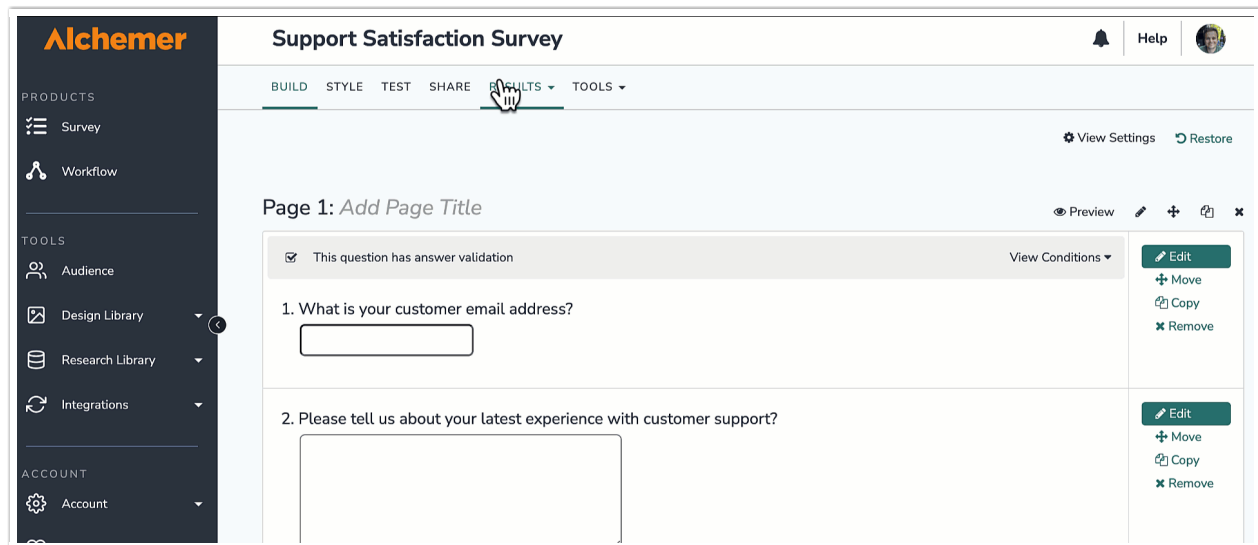 Alchemer
Support Satisfaction Survey
Help
BUILD STYLE TEST SHARE RESULTS TOOLS
PRODUCTS
Survey
Workflow
TOOLS
Audience
Design Library
Research Library
Integrations
ACCOUNT
Account
View Settings Restore
Page 1: Add Page Title
Preview
This question has answer validation
View Conditions
Edit
Move
Copy
Remove
1. What is your customer email address?
2. Please tell us about your latest experience with customer support?
Edit
Move
Copy
Remove